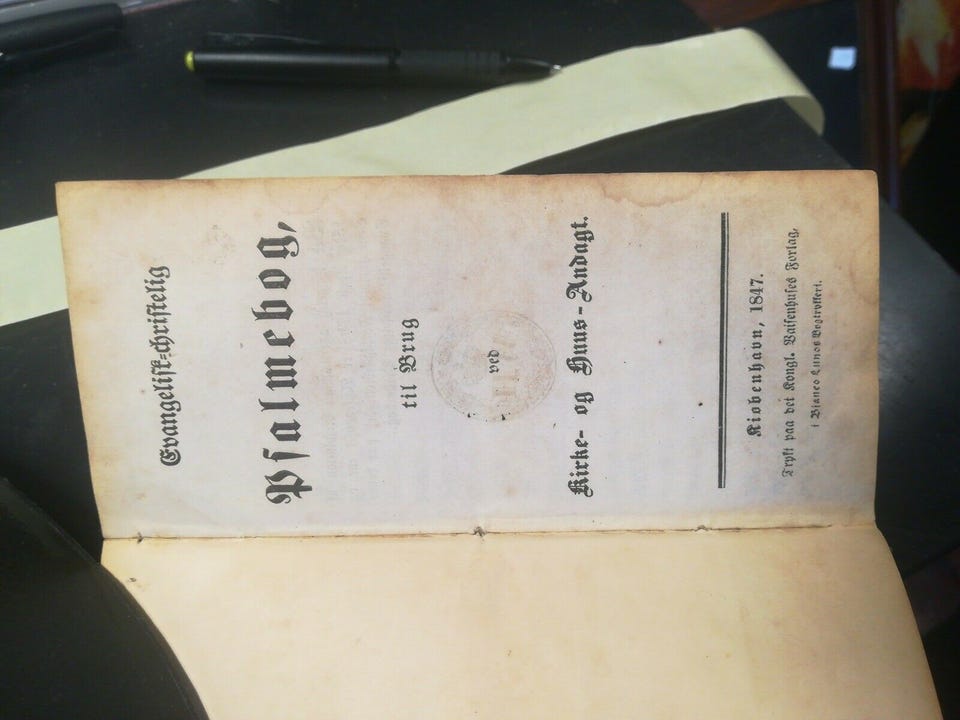 Evangelisk-christelig
Psalmebog,
til Brug
ved
Kirke- og Huus-Andagt.
Kiøbenhavn, 1847.
Trykt paa det Kongl. Vaisenhuses Forlag,
i Bianco Lunos Bogtrykkeri.